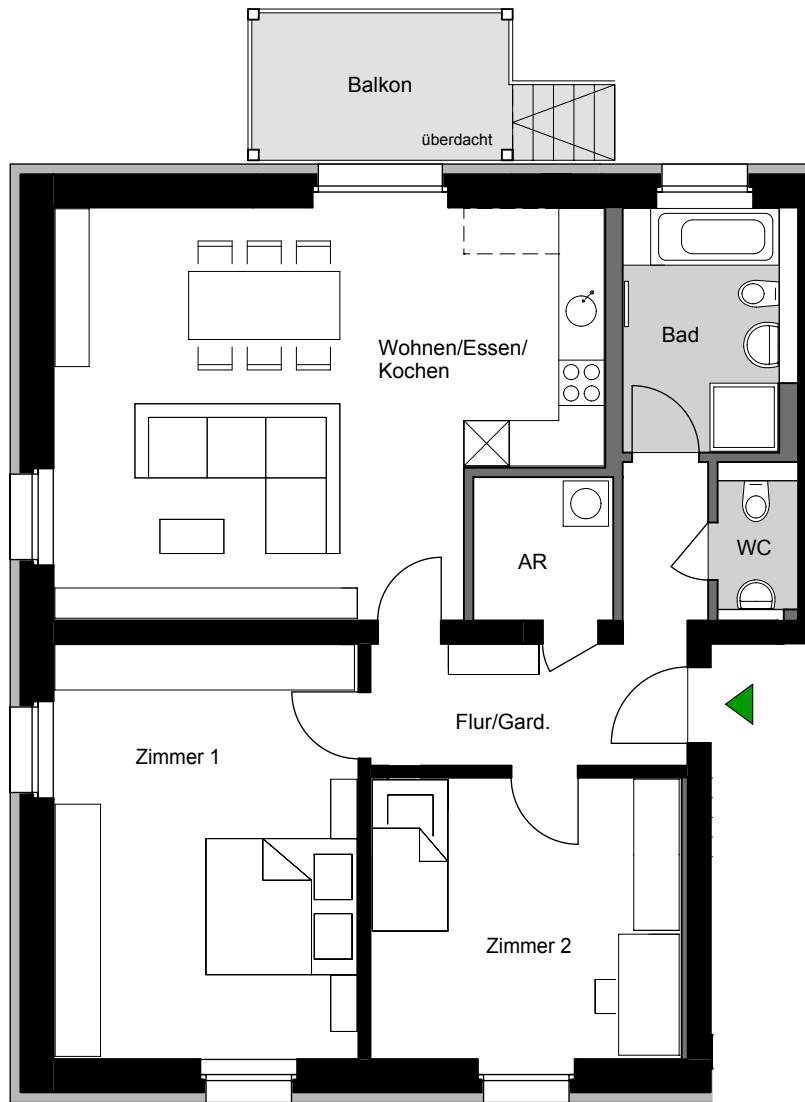 Balkon
überdacht
Wohnen/Essen/
Kochen
Bad
AR
WC
Flur/Gard.
Zimmer 1
Zimmer 2